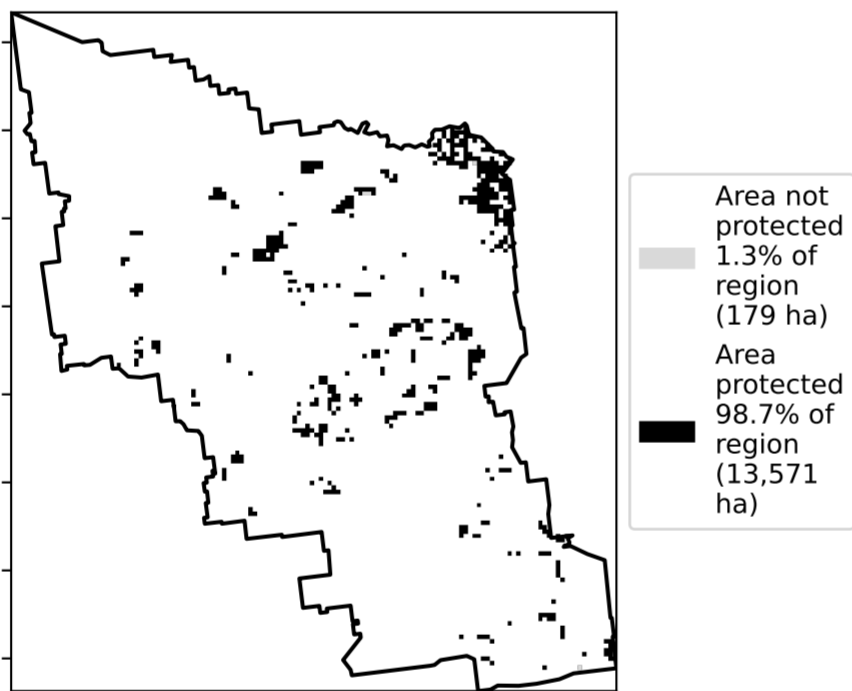 Area not
protected
1.3% of
region
(179 ha)
Area
protected
98.7% of
region
(13,571
ha)